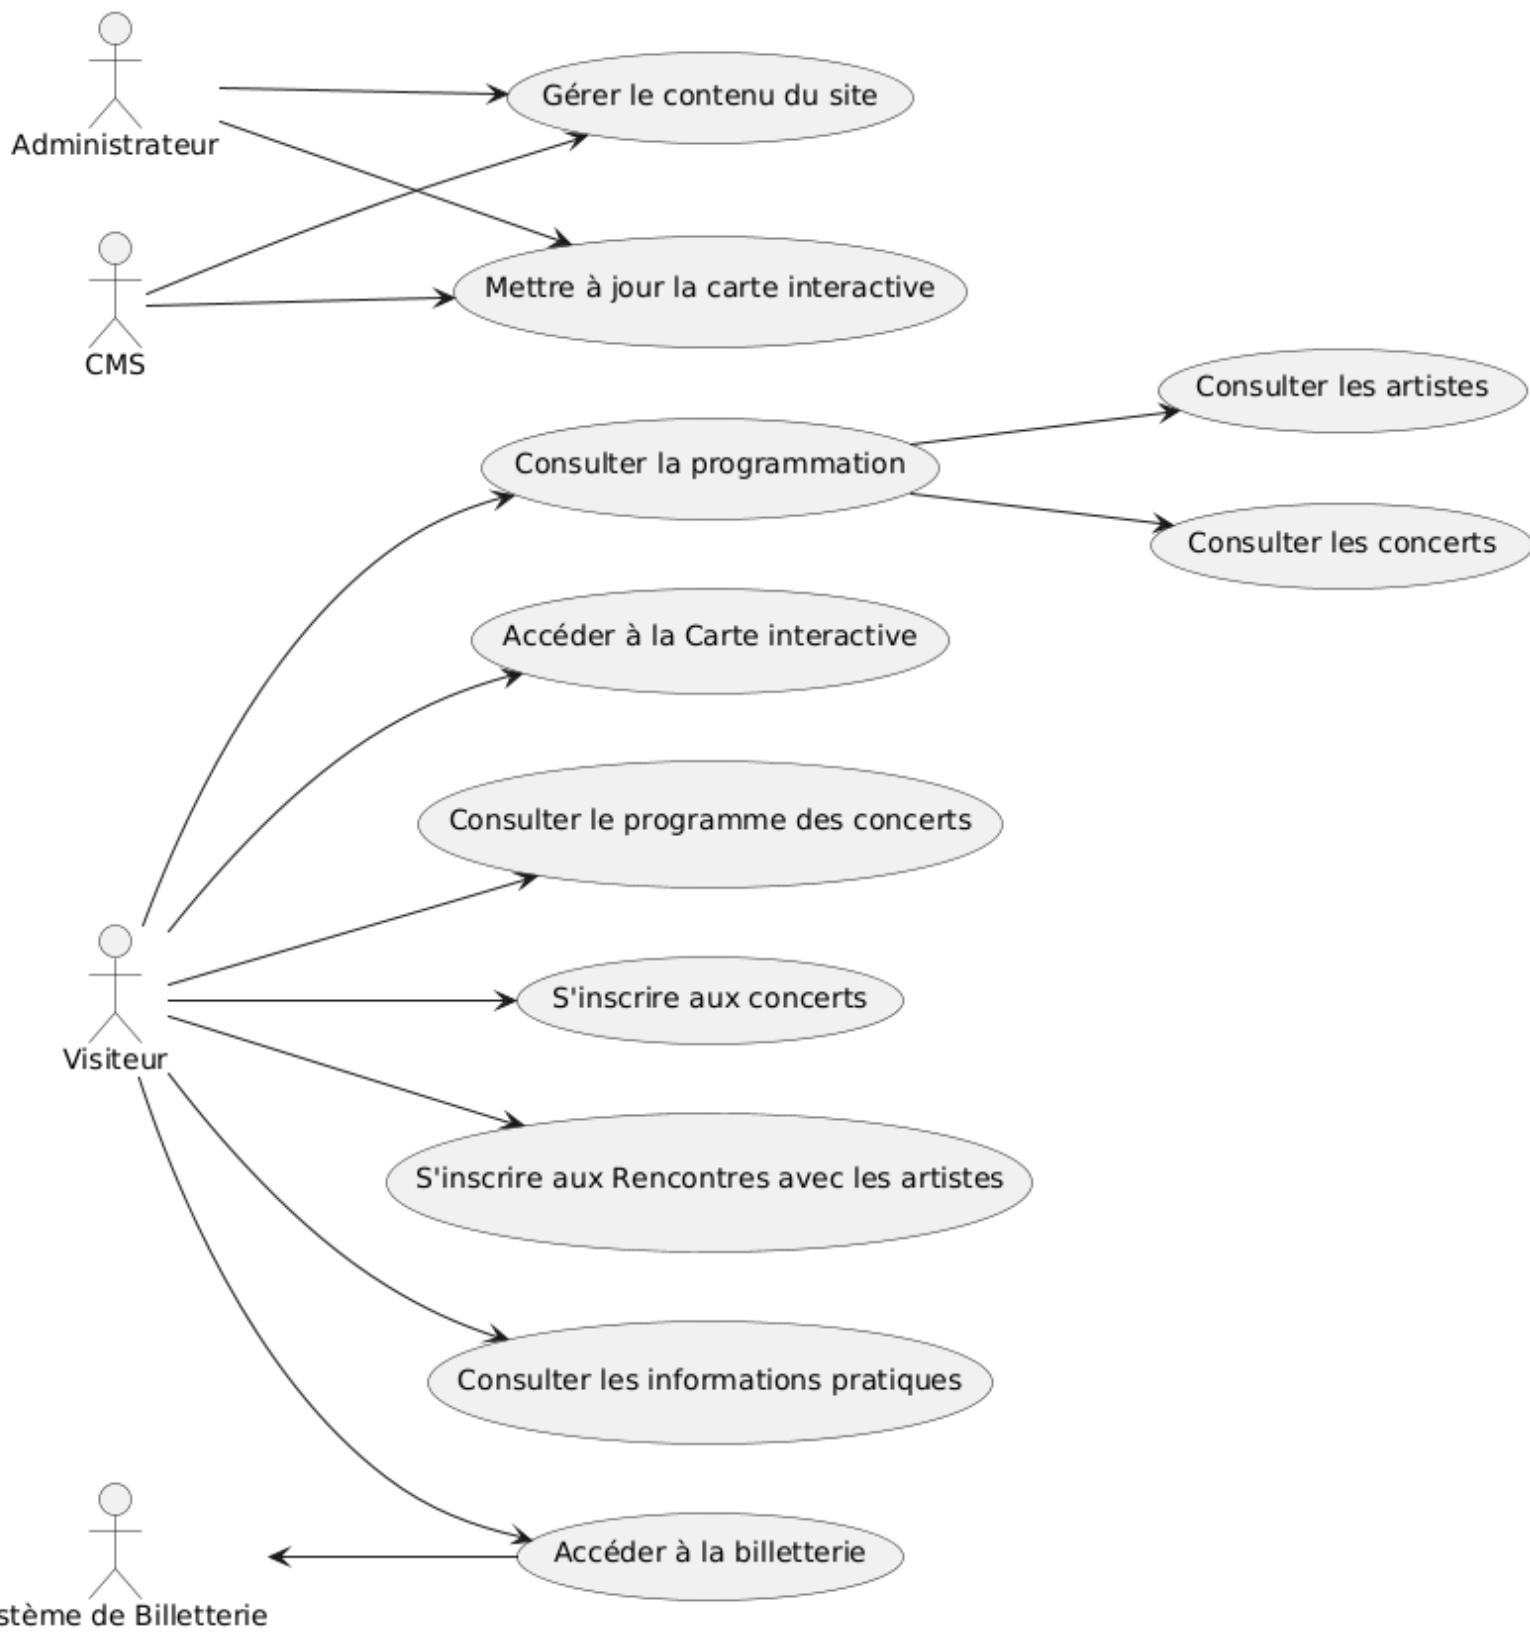 Gérer le contenu du site
Administrateur
Mettre à jour la carte interactive
CMS
Consulter les artistes
Consulter la programmation
Consulter les concerts
Accéder à la Carte interactive
Consulter le programme des concerts
S'inscrire aux concerts
Visiteur
S'inscrire aux Rencontres avec les artistes
Consulter les informations pratiques
Accéder à la billetterie
stème de Billetterie